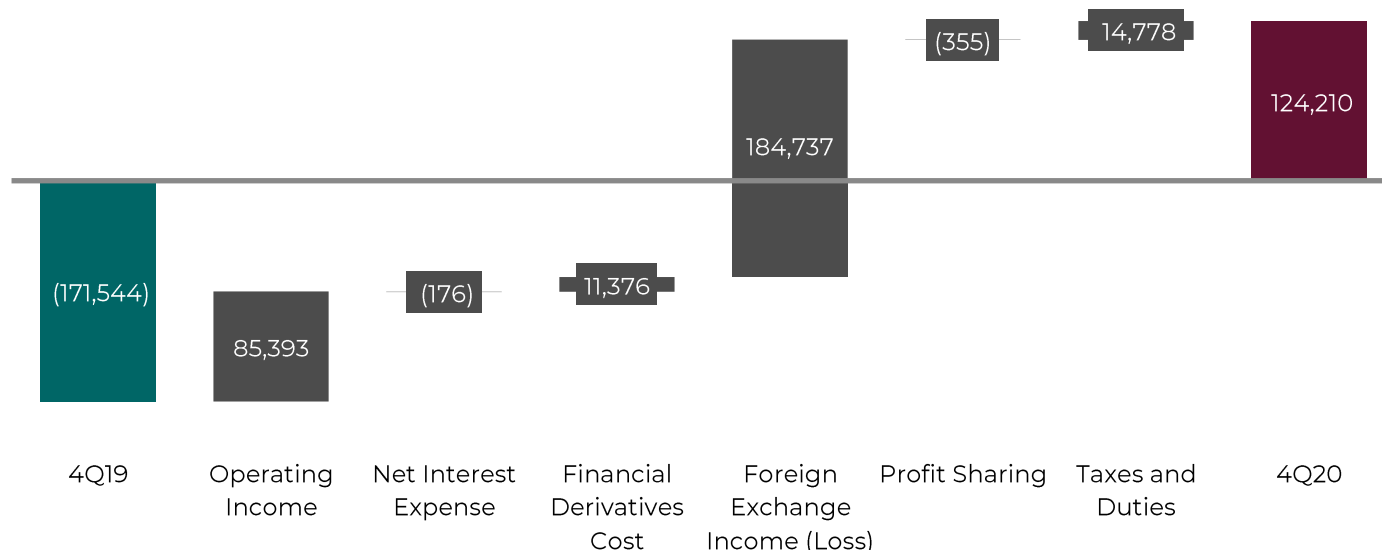 (355)
14,778
124,210
184,737
(171,544)
85,393
(176)
11,376
4Q19
Operating
Income
Net Interest
Expense
Financial
Derivatives
Cost
Foreign
Exchange
Income (Loss)
Profit Sharing
Taxes and
Duties
4Q20